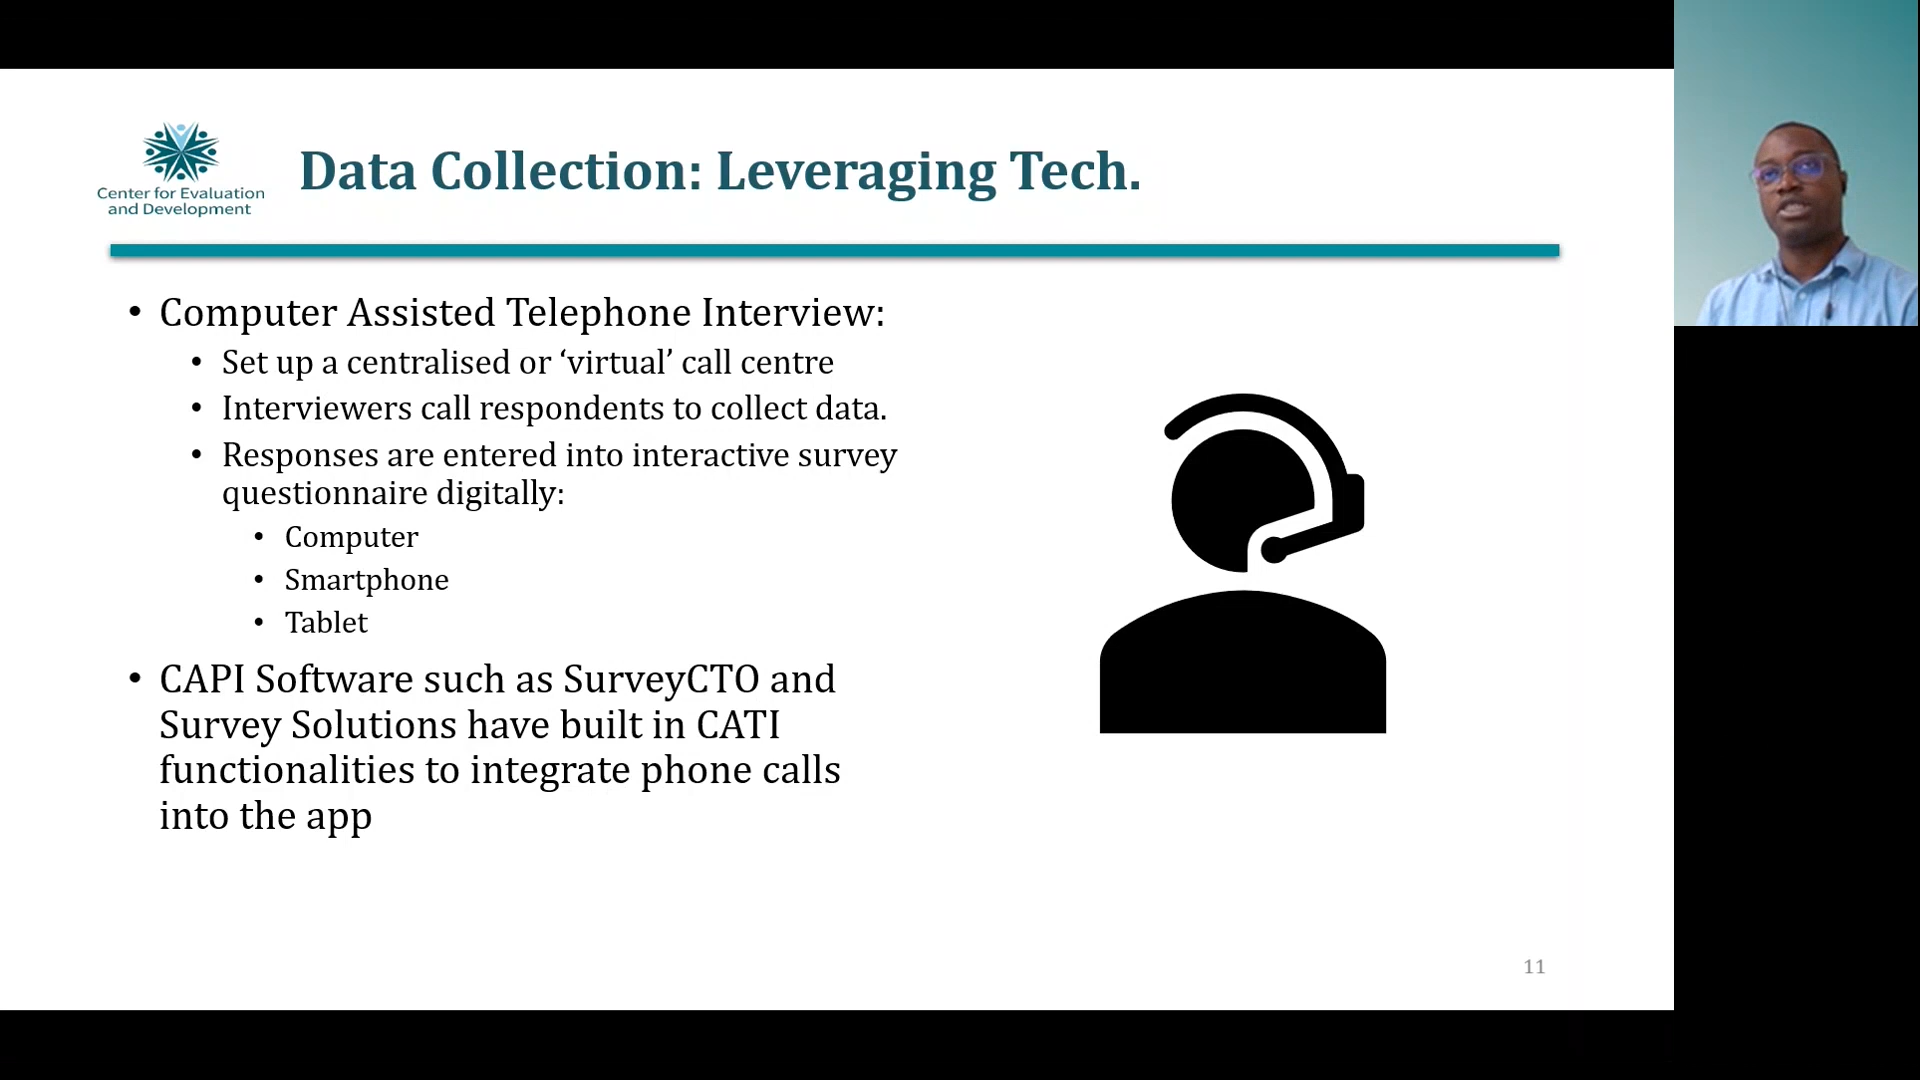 Center for Evaluation
and Development
Data Collection: Leveraging Tech.
• Computer Assisted Telephone Interview:
• Set up a centralised or ‘virtual’ call centre
• Interviewers call respondents to collect data.
• Responses are entered into interactive survey
questionnaire digitally:
• Computer
• Smartphone
• Tablet
• CAPI Software such as SurveyCTO and
Survey Solutions have built in CATI
functionalities to integrate phone calls
into the app
11